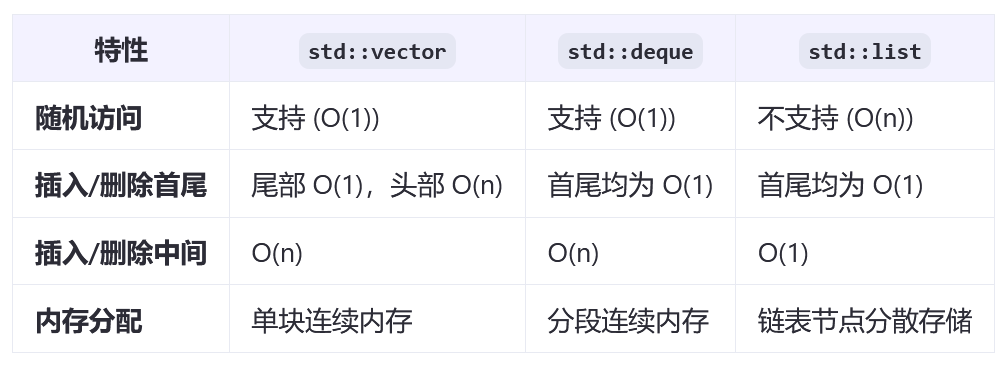 特性 std::vector std::deque std::list
随机访问 支持 (O(1)) 支持 (O(1)) 不支持 (O(n))
插入/删除首尾 尾部 O(1)，头部 O(n) 首尾均为 O(1) 首尾均为 O(1)
插入/删除中间 O(n) O(n) O(1)
内存分配 单块连续内存 分段连续内存 链表节点分散存储